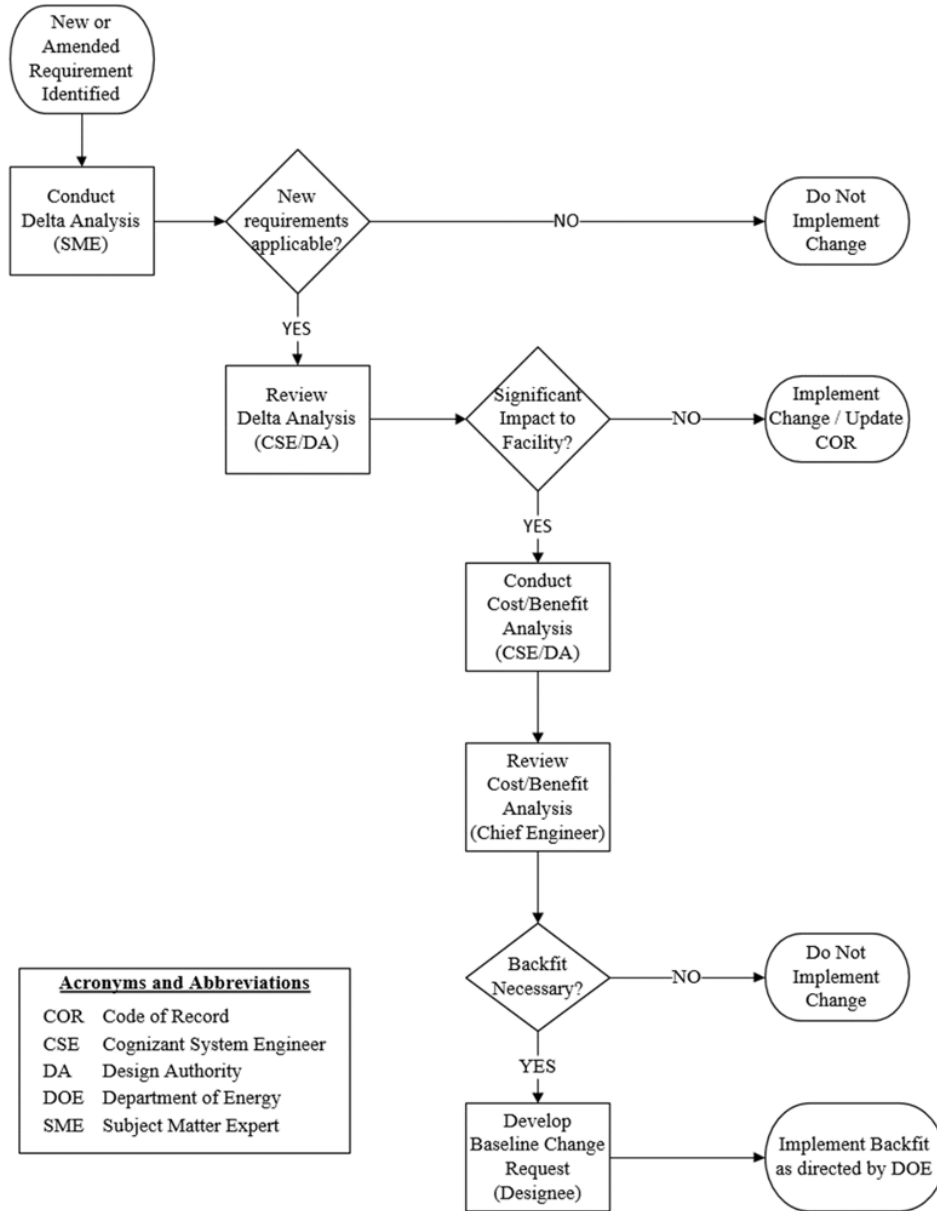 New or
Amended
Requirement
Identified
Conduct
Delta Analysis
(SME)
New
requirements
applicable?
NO
Do Not
Implement
Change
YES
Review
Delta Analysis
(CSE/DA)
Significant
Impact to
Facility?
NO
Implement
Change / Update
COR
YES
Conduct
Cost/Benefit
Analysis
(CSE/DA)
Review
Cost/Benefit
Analysis
(Chief Engineer)
Backfit
Necessary?
NO
Do Not
Implement
Change
YES
Develop
Baseline Change
Request
(Designee)
Implement Backfit
as directed by DOE
Acronyms and Abbreviations
COR Code of Record
CSE Cognizant System Engineer
DA Design Authority
DOE Department of Energy
SME Subject Matter Expert